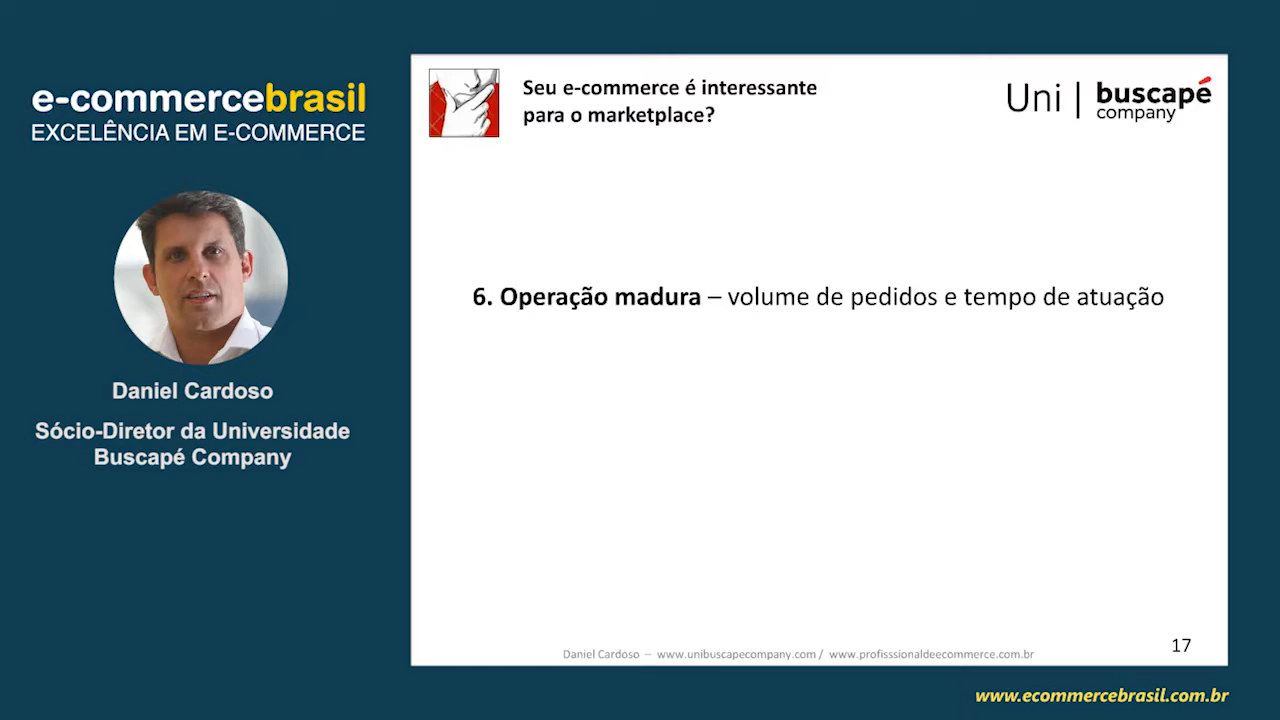 e-commercebrasil
EXCELÊNCIA EM E-COMMERCE
Daniel Cardoso
Sócio-Diretor da Universidade
Buscapé Company
Seu e-commerce é interessante
para o marketplace?
Uni | buscapé
company
6. Operação madura – volume de pedidos e tempo de atuação
Daniel Cardoso – www.unibuscapecompany.com / www.profisssionaldeecommerce.com.br
17
www.ecommercebrasil.com.br